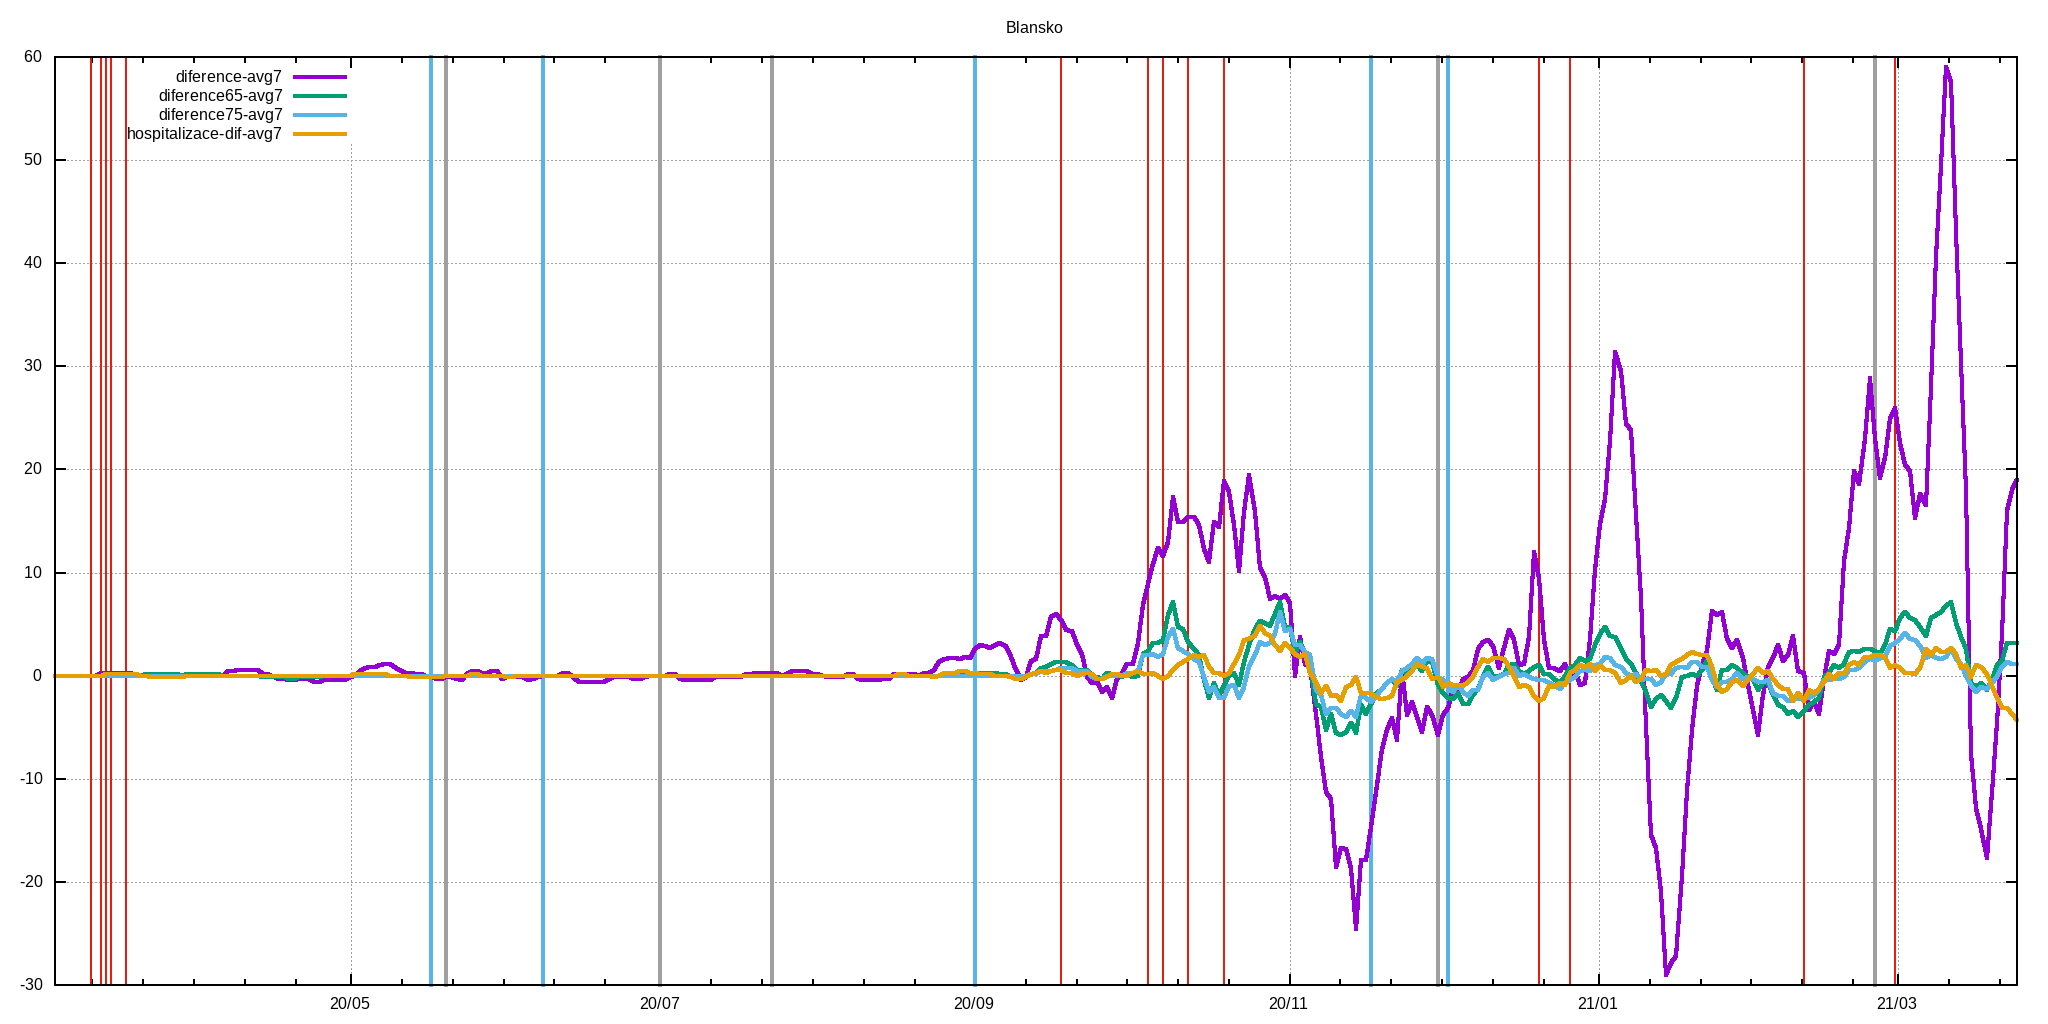 Blansko
60
diference-avg7
diference65-avg7
diference75-avg7
hospitalizace-dif-avg7
50
40
30
20
10
0
-10
-20
-30
20/05 20/07 20/09 20/11 21/01 21/03